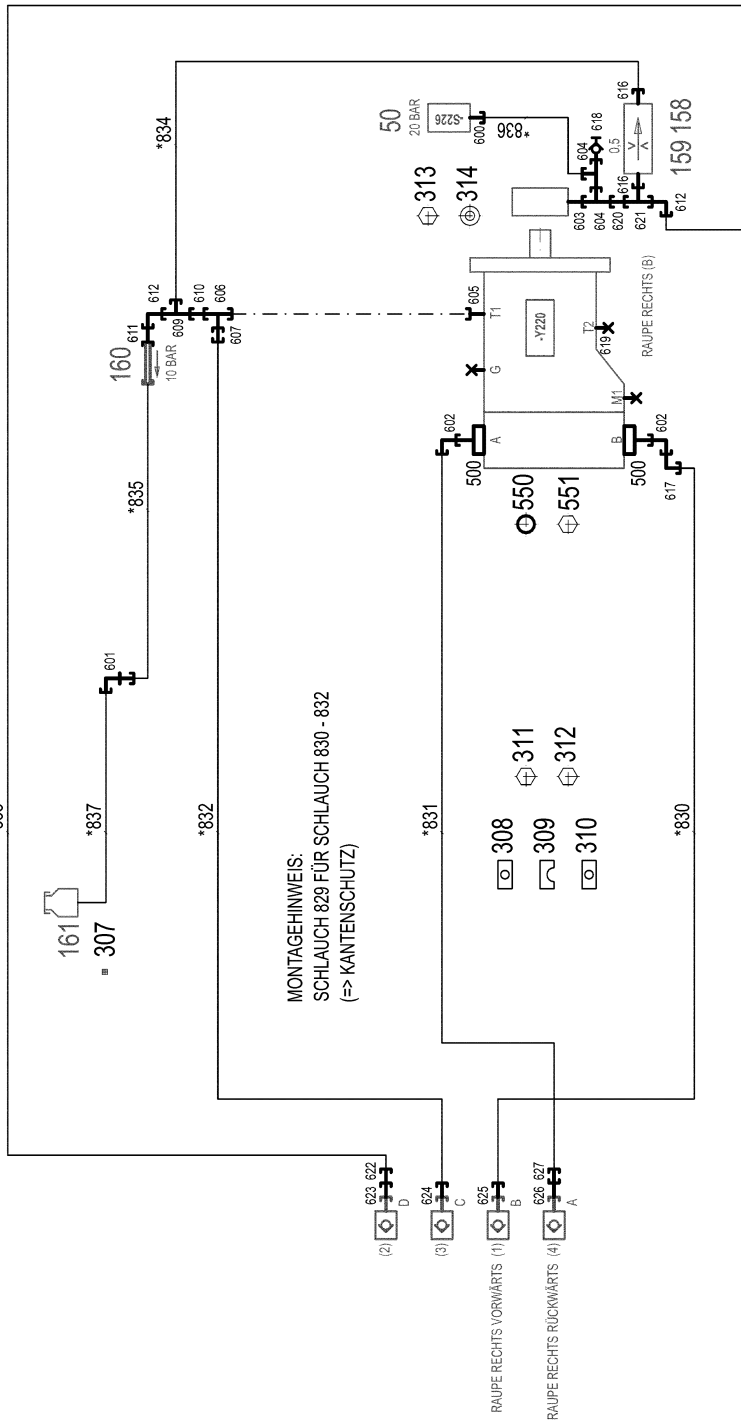 *834
50
20 BAR
-S226
600
*836
604
618
616
0,5
159 158
313
314
603
604
620
616
621
612
612
610
606
611
609
607
160
10 BAR
605
T1
-Y220
T2
619
RAUPE RECHTS (B)
G
M1
602
A
B
602
500
500
617
550
551
*835
601
*837
*832
*831
*830
161
307
MONTAGEHINWEIS:
SCHLAUCH 829 FÜR SCHLAUCH 830 - 832
(=> KANTENSCHUTZ)
311
312
308
309
310
(2)
623 622
D
(3)
624
C
RAUPE RECHTS VORWÄRTS (1)
625
B
RAUPE RECHTS RÜCKWÄRTS (4)
626 627
A